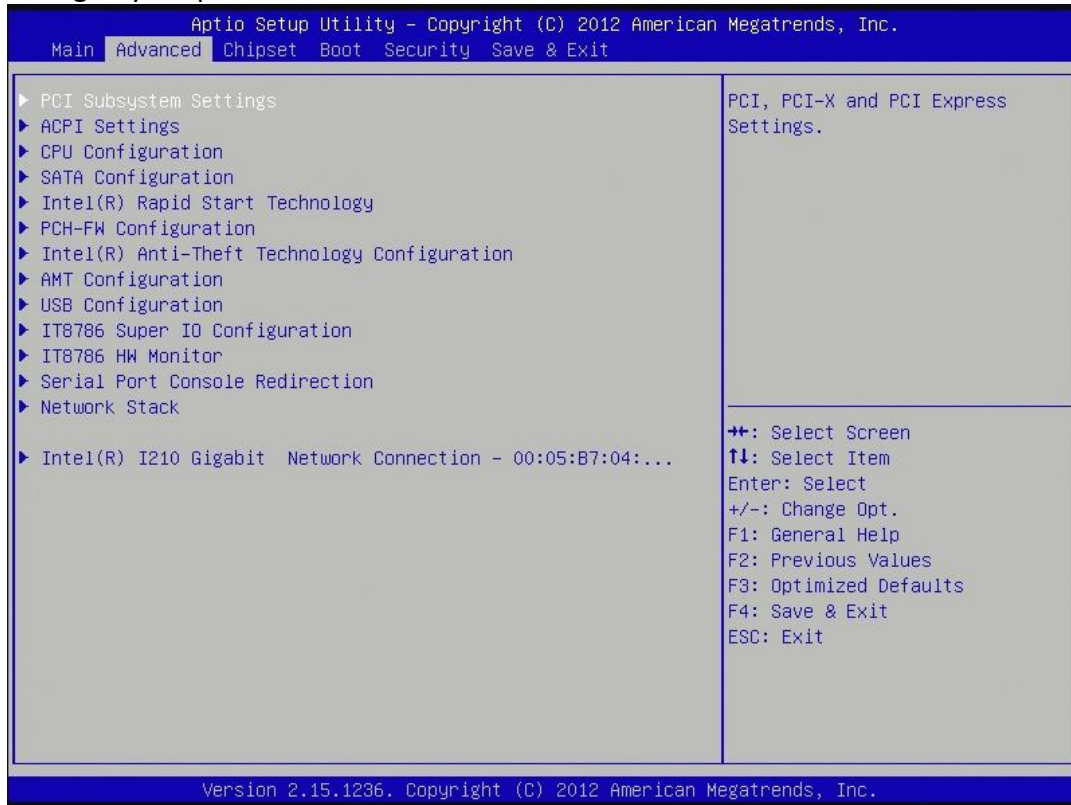 Aptio Setup Utility – Copyright (C) 2012 American Megatrends, Inc.
Main Advanced Chipset Boot Security Save & Exit
▶ PCI Subsystem Settings
▶ ACPI Settings
▶ CPU Configuration
▶ SATA Configuration
▶ Intel(R) Rapid Start Technology
▶ PCH-FW Configuration
▶ Intel(R) Anti-Theft Technology Configuration
▶ AMT Configuration
▶ USB Configuration
▶ IT8786 Super IO Configuration
▶ IT8786 HW Monitor
▶ Serial Port Console Redirection
▶ Network Stack
▶ Intel(R) I210 Gigabit  Network Connection – 00:05:B7:04:...
PCI, PCI-X and PCI Express
Settings.
→←: Select Screen
↑↓: Select Item
Enter: Select
+/-: Change Opt.
F1: General Help
F2: Previous Values
F3: Optimized Defaults
F4: Save & Exit
ESC: Exit
Version 2.15.1236. Copyright (C) 2012 American Megatrends, Inc.